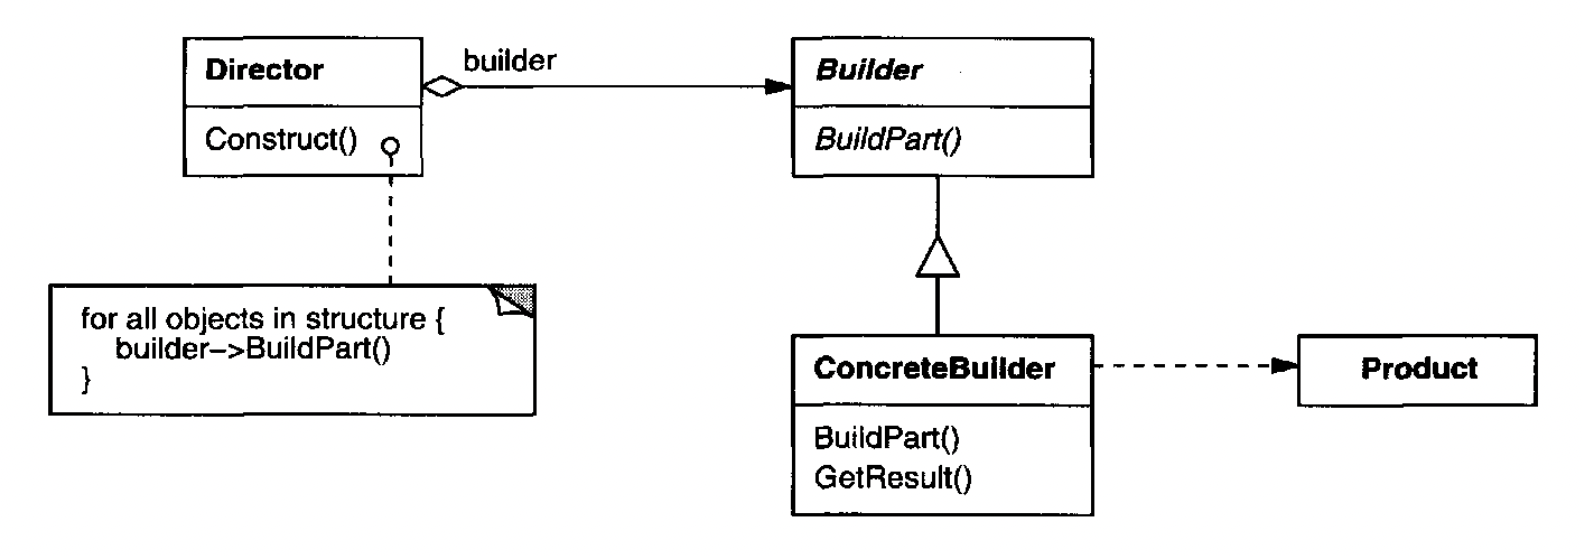 Director
Construct()
builder
Builder
BuildPart()
for all objects in structure {
builder–>BuildPart()
}
ConcreteBuilder
BuildPart()
GetResult()
Product